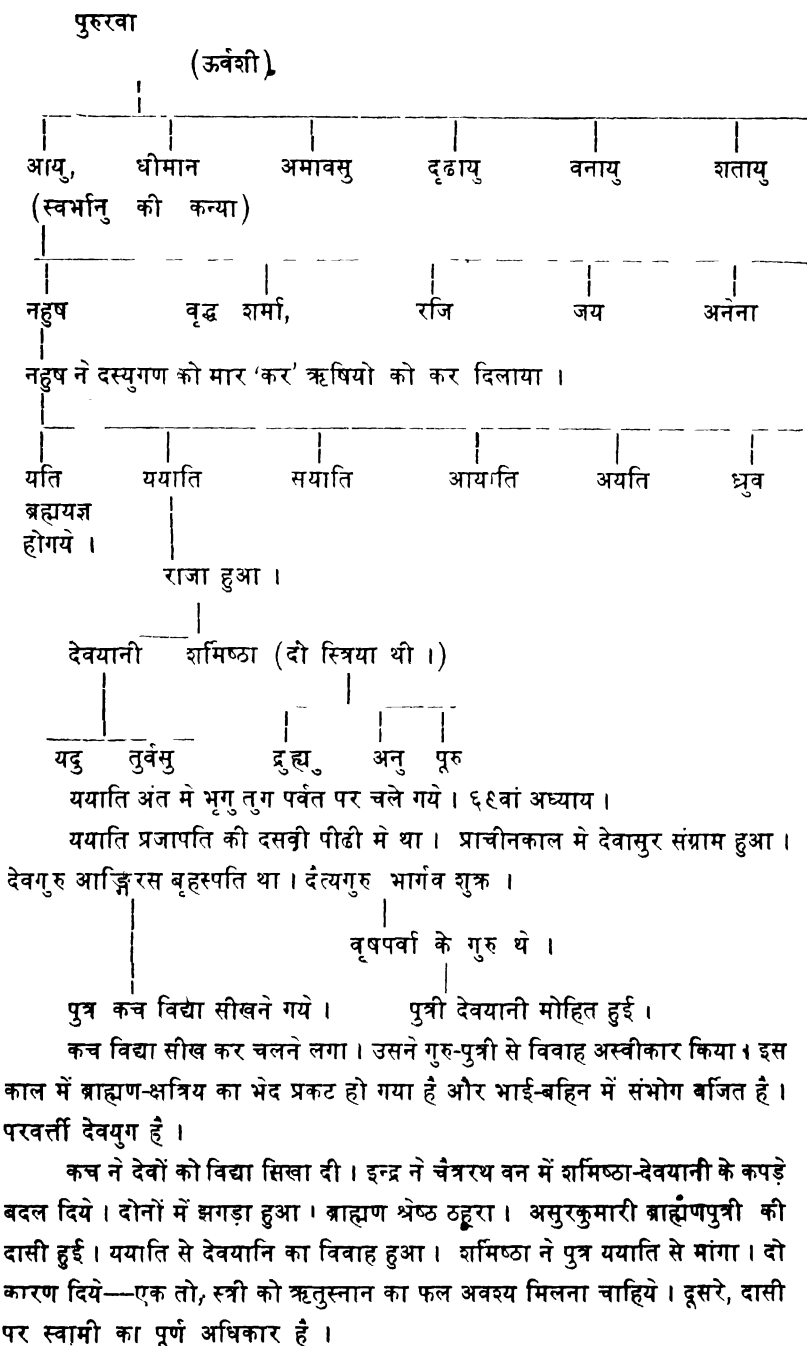 पुरुरवा
(ऊर्वशी)
आयु, धीमान अमावसु दृढायु वनायु शतायु
(स्वर्भानु की कन्या)
नहुष वृद्ध शर्मा, रजि जय अनेना
नहुष ने दस्युगण को मार ‘कर’ ऋषियो को कर दिलाया ।
यति ययाति सयाति आयाति अयति ध्रुव
ब्रह्मयज्ञ
होगये ।
राजा हुआ ।
देवयानी शर्मिष्ठा (दो स्त्रिया थी ।)
यदु तुर्वसु द्रुह्यु अनु पूरु
ययाति अंत मे भृगु तुग पर्वत पर चले गये । ६९वां अध्याय ।
ययाति प्रजापति की दसवी पीढी मे था । प्राचीनकाल मे देवासुर संग्राम हुआ ।
देवगुरु आङ्गिरस बृहस्पति था । दैत्यगुरु भार्गव शुक्र ।
वृषपर्वा के गुरु थे ।
पुत्र कच विद्या सीखने गये । पुत्री देवयानी मोहित हुई ।
कच विद्या सीख कर चलने लगा । उसने गुरु-पुत्री से विवाह अस्वीकार किया । इस
काल में ब्राह्मण-क्षत्रिय का भेद प्रकट हो गया है और भाई-बहिन में संभोग वर्जित है ।
परवर्त्ती देवयुग है ।
कच ने देवों को विद्या सिखा दी । इन्द्र ने चैत्ररथ वन में शर्मिष्ठा-देवयानी के कपड़े
बदल दिये । दोनों में झगड़ा हुआ । ब्राह्मण श्रेष्ठ ठहरा । असुरकुमारी ब्राह्मणपुत्री की
दासी हुई । ययाति से देवयानि का विवाह हुआ । शर्मिष्ठा ने पुत्र ययाति से मांगा । दो
कारण दिये—एक तो, स्त्री को ऋतुस्नान का फल अवश्य मिलना चाहिये । दूसरे, दासी
पर स्वामी का पूर्ण अधिकार है ।